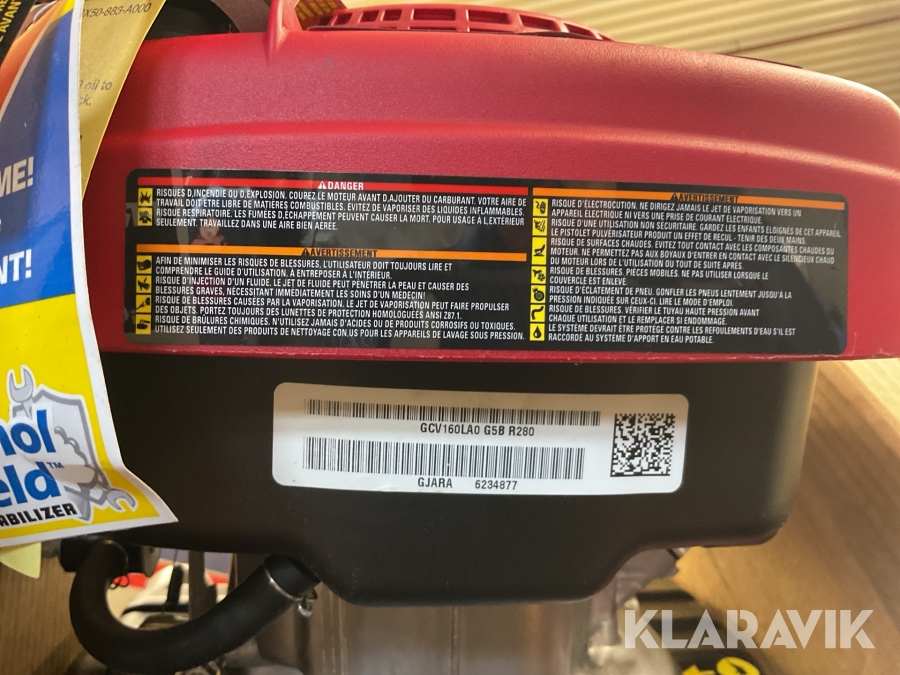 X50-883-A000
oil to
ck.
ME!
NT!
nol
eld™
ABILIZER
DANGER
RISQUES D.INCENDIE OU D.EXPLOSION. COUREZ LE MOTEUR AVANT D.AJOUTER DU CARBURANT. VOTRE AIRE DE
TRAVAIL DOIT ÊTRE LIBRE DE MATIÈRES COMBUSTIBLES. EVITEZ DE VAPORISER DES LIQUIDES INFLAMMABLES.
RISQUE RESPIRATOIRE. LES FUMÉES D.ÉCHAPPEMENT PEUVENT CAUSER LA MORT. POUR USAGE À L.EXTÉRIEUR
SEULEMENT. TRAVAILLEZ DANS UNE AIRE BIEN AÉRÉE.
AVERTISSEMENT
AFIN DE MINIMISER LES RISQUES DE BLESSURES, L'UTILISATEUR DOIT TOUJOURS LIRE ET
COMPRENDRE LE GUIDE D'UTILISATION. À ENTREPOSER À L'INTÉRIEUR.
RISQUE D'INJECTION D'UN FLUIDE. LE JET DE FLUIDE PEUT PÉNÉTRER LA PEAU ET CAUSER DES
BLESSURES GRAVES, NÉCESSITANT IMMÉDIATEMENT LES SOINS D'UN MÉDECIN!
RISQUE DE BLESSURES CAUSÉES PAR LA VAPORISATION. LE JET DE VAPORISATION PEUT FAIRE PROPULSER
DES OBJETS. PORTEZ TOUJOURS DES LUNETTES DE PROTECTION HOMOLOGUÉES ANSI Z87.1.
RISQUE DE BRÛLURES CHIMIQUES. N'UTILISEZ JAMAIS D'ACIDES OU DE PRODUITS CORROSIFS OU TOXIQUES.
UTILISEZ SEULEMENT DES PRODUITS DE NETTOYAGE CON US POUR LES APPAREILS DE LAVAGE SOUS PRESSION.
AVERTISSEMENT
RISQUE D'ELECTROCUTION. NE DIRIGEZ JAMAIS LE JET DE VAPORISATION VERS UN
APPAREIL ÉLECTRIQUE NI VERS UNE PRISE DE COURANT ÉLECTRIQUE.
RISQUE D'UNE UTILISATION NON SÉCURITAIRE. GARDEZ LES ENFANTS ÉLOIGNÉS DE CET APPAREIL.
LE PISTOLET PULVÉRISATEUR PRODUIT UN EFFET DE RECUL - TENIR DES DEUX MAINS.
RISQUE DE SURFACES CHAUDES. ÉVITEZ TOUT CONTACT AVEC LES COMPOSANTES CHAUDES DU
MOTEUR. NE PERMETTEZ PAS AUX BOYAUX D'ENTRER EN CONTACT AVEC LE SILENCIEUX CHAUD
DU MOTEUR LORS DE L'UTILISATION OU TOUT DE SUITE APRÈS.
RISQUE DE BLESSURES. PIÈCES MOBILES. NE PAS UTILISER LORSQUE LE
COUVERCLE EST ENLEVÉ.
RISQUE D'ÉCLATEMENT DE PNEU. GONFLER LES PNEUS LENTEMENT JUSQU'À LA
PRESSION INDIQUÉE SUR CEUX-CI. LIRE LE MODE D'EMPLOI.
RISQUE DE BLESSURES. VÉRIFIER LE TUYAU HAUTE PRESSION AVANT
CHAQUE UTILISATION ET LE REMPLACER SI ENDOMMAGÉ.
LE SYSTÈME DEVRAIT ÊTRE PROTÉGÉ CONTRE LES REFOULEMENTS D'EAU S'IL EST
RACCORDÉ AU SYSTÈME D'APPORT EN EAU POTABLE.
GCV160LA0 G5B R280
GJARA 6234877
KLARAVIK